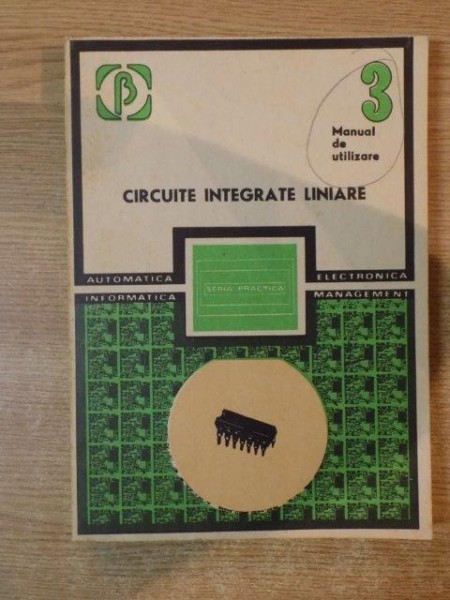 β
3
Manual
de
utilizare
CIRCUITE INTEGRATE LINIARE
AUTOMATICA ELECTRONICA
SERIA PRACTICA
INFORMATICA MANAGEMENT